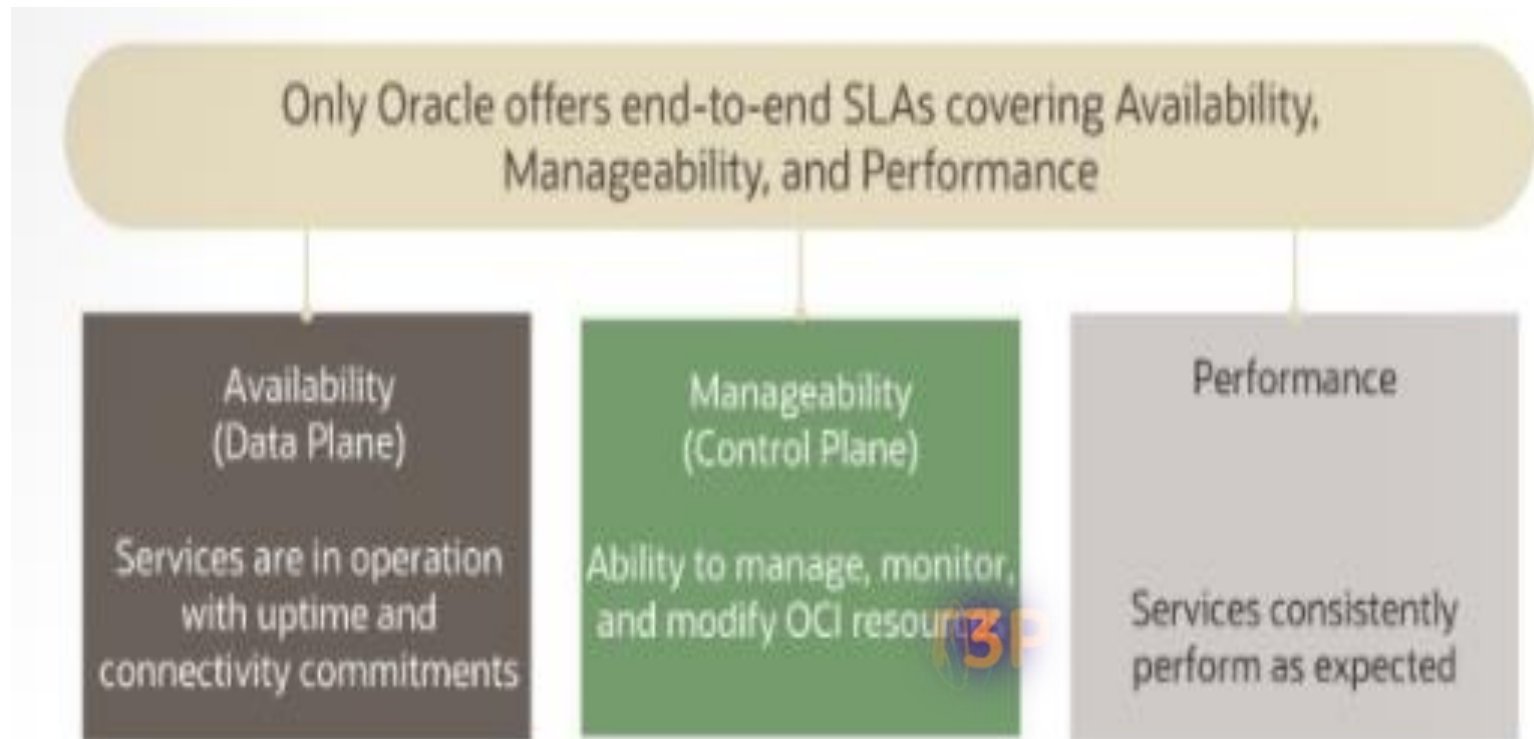 Only Oracle offers end-to-end SLAs covering Availability,
Manageability, and Performance
Availability
(Data Plane)
Services are in operation
with uptime and
connectivity commitments
Manageability
(Control Plane)
Ability to manage, monitor,
and modify OCI
Performance
Services consistently
perform as expected